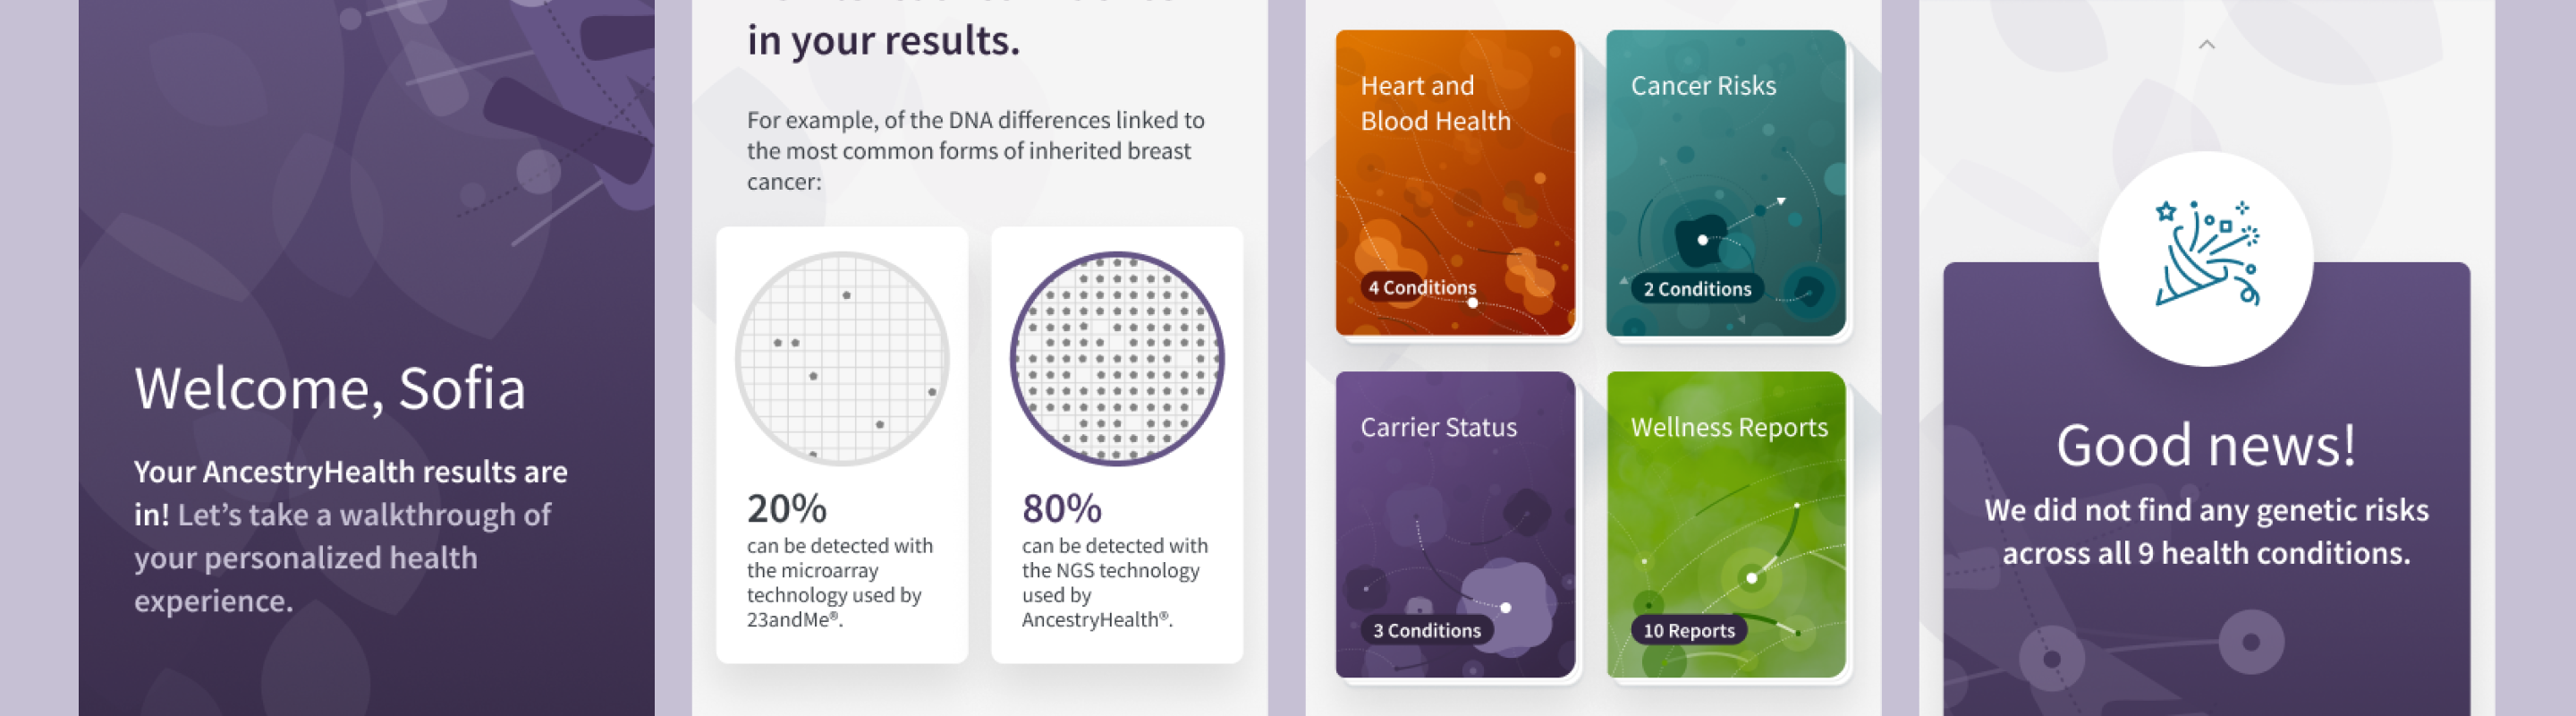 Welcome, Sofia
Your AncestryHealth results are
in! Let's take a walkthrough of
your personalized health
experience.
in your results.
For example, of the DNA differences linked to
the most common forms of inherited breast
cancer:
20%
can be detected with
the microarray
technology used by
23andMe®.
80%
can be detected with
the NGS technology
used by
AncestryHealth®.
Heart and
Blood Health
4 Conditions
Cancer Risks
2 Conditions
Carrier Status
3 Conditions
Wellness Reports
10 Reports
Good news!
We did not find any genetic risks
across all 9 health conditions.